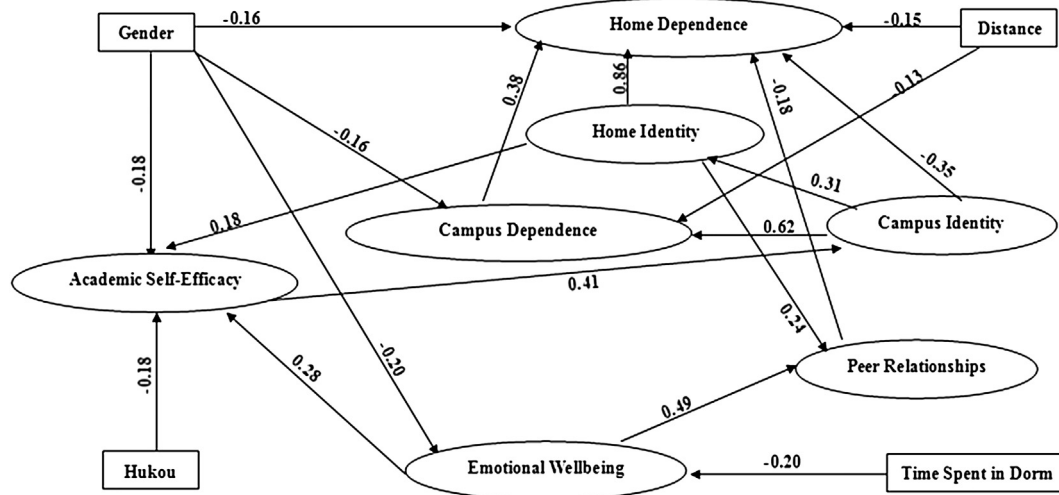 -0.16
Home Dependence
-0.15
Gender
Distance
0.38
0.86
-0.18
-0.13
Home Identity
-0.16
-0.18
-0.35
0.31
0.18
Campus Dependence
0.62
Campus Identity
Academic Self-Efficacy
0.41
0.24
-0.18
0.28
-0.20
Peer Relationships
0.49
Hukou
Emotional Wellbeing
-0.20
Time Spent in Dorm